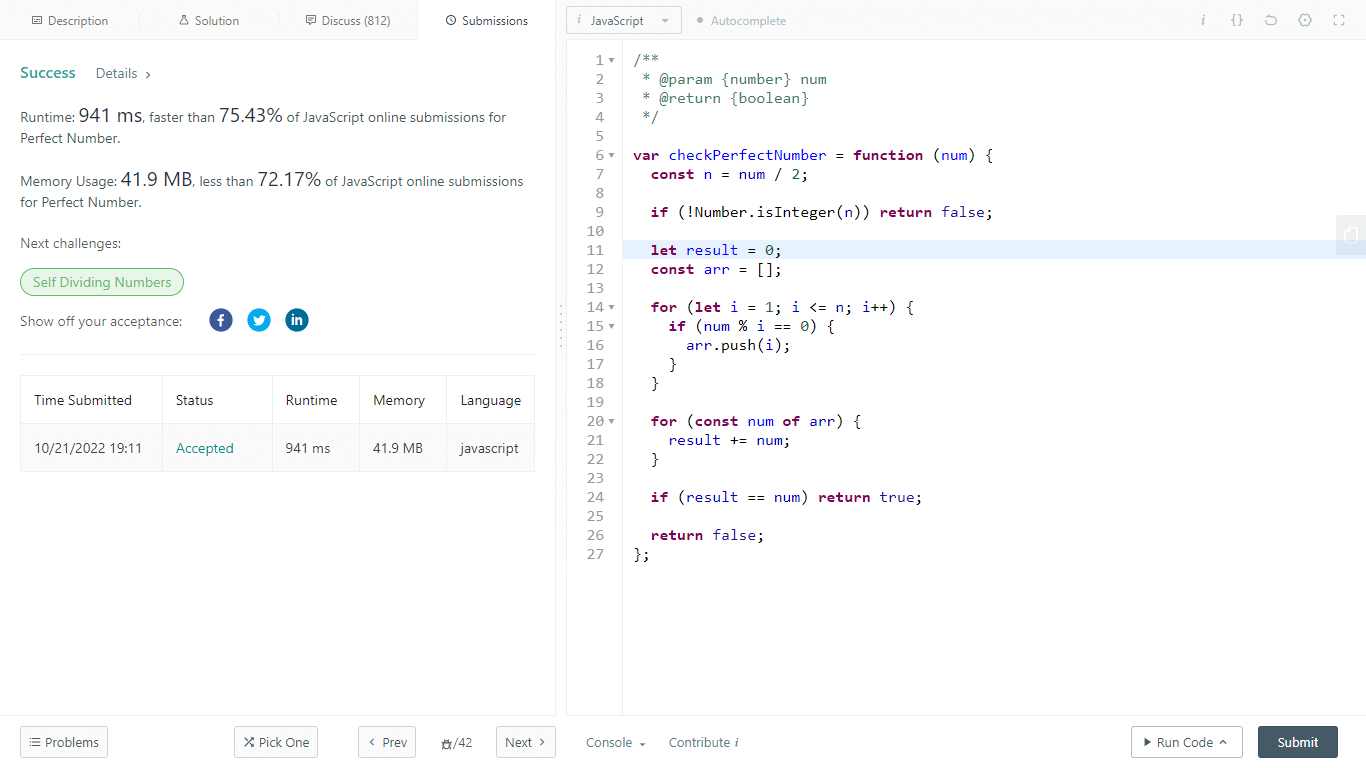 Description
Solution
Discuss (812)
Submissions
Success
Details
Runtime: 941 ms, faster than 75.43% of JavaScript online submissions for
Perfect Number.
Memory Usage: 41.9 MB, less than 72.17% of JavaScript online submissions
for Perfect Number.
Next challenges:
Self Dividing Numbers
Show off your acceptance:
Time Submitted Status Runtime Memory Language
10/21/2022 19:11 Accepted 941 ms 41.9 MB javascript
Problems
Pick One
Prev
/42
Next
i JavaScript
Autocomplete
i {}
1 /**
2  * @param {number} num
3  * @return {boolean}
4  */
5
6 var checkPerfectNumber = function (num) {
7   const n = num / 2;
8
9   if (!Number.isInteger(n)) return false;
10
11   let result = 0;
12   const arr = [];
13
14   for (let i = 1; i <= n; i++) {
15     if (num % i == 0) {
16       arr.push(i);
17     }
18   }
19
20   for (const num of arr) {
21     result += num;
22   }
23
24   if (result == num) return true;
25
26   return false;
27 };
Console
Contribute i
Run Code
Submit